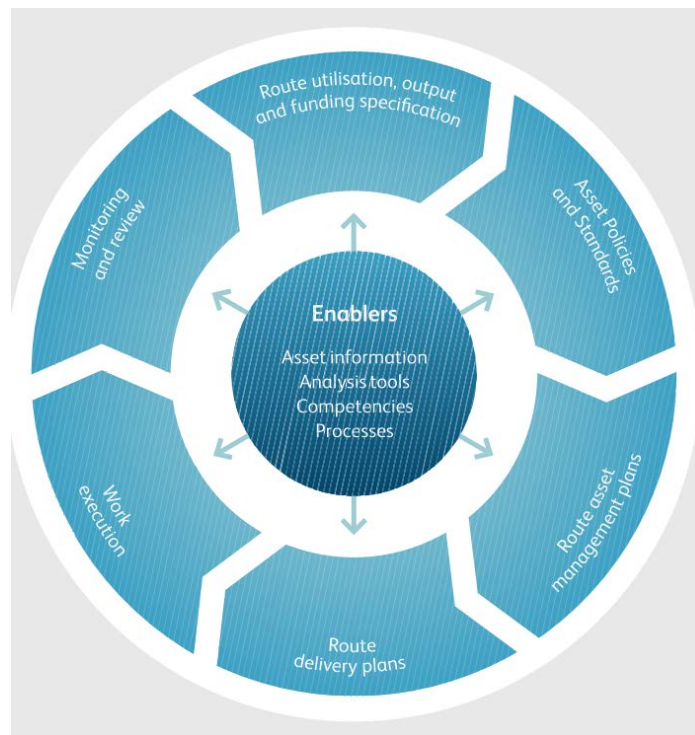 Route utilisation, output
and funding specification
Asset Policies
and Standards
Route asset
management plans
Route
delivery plans
Work
execution
Monitoring
and review
Enablers
Asset information
Analysis tools
Competencies
Processes